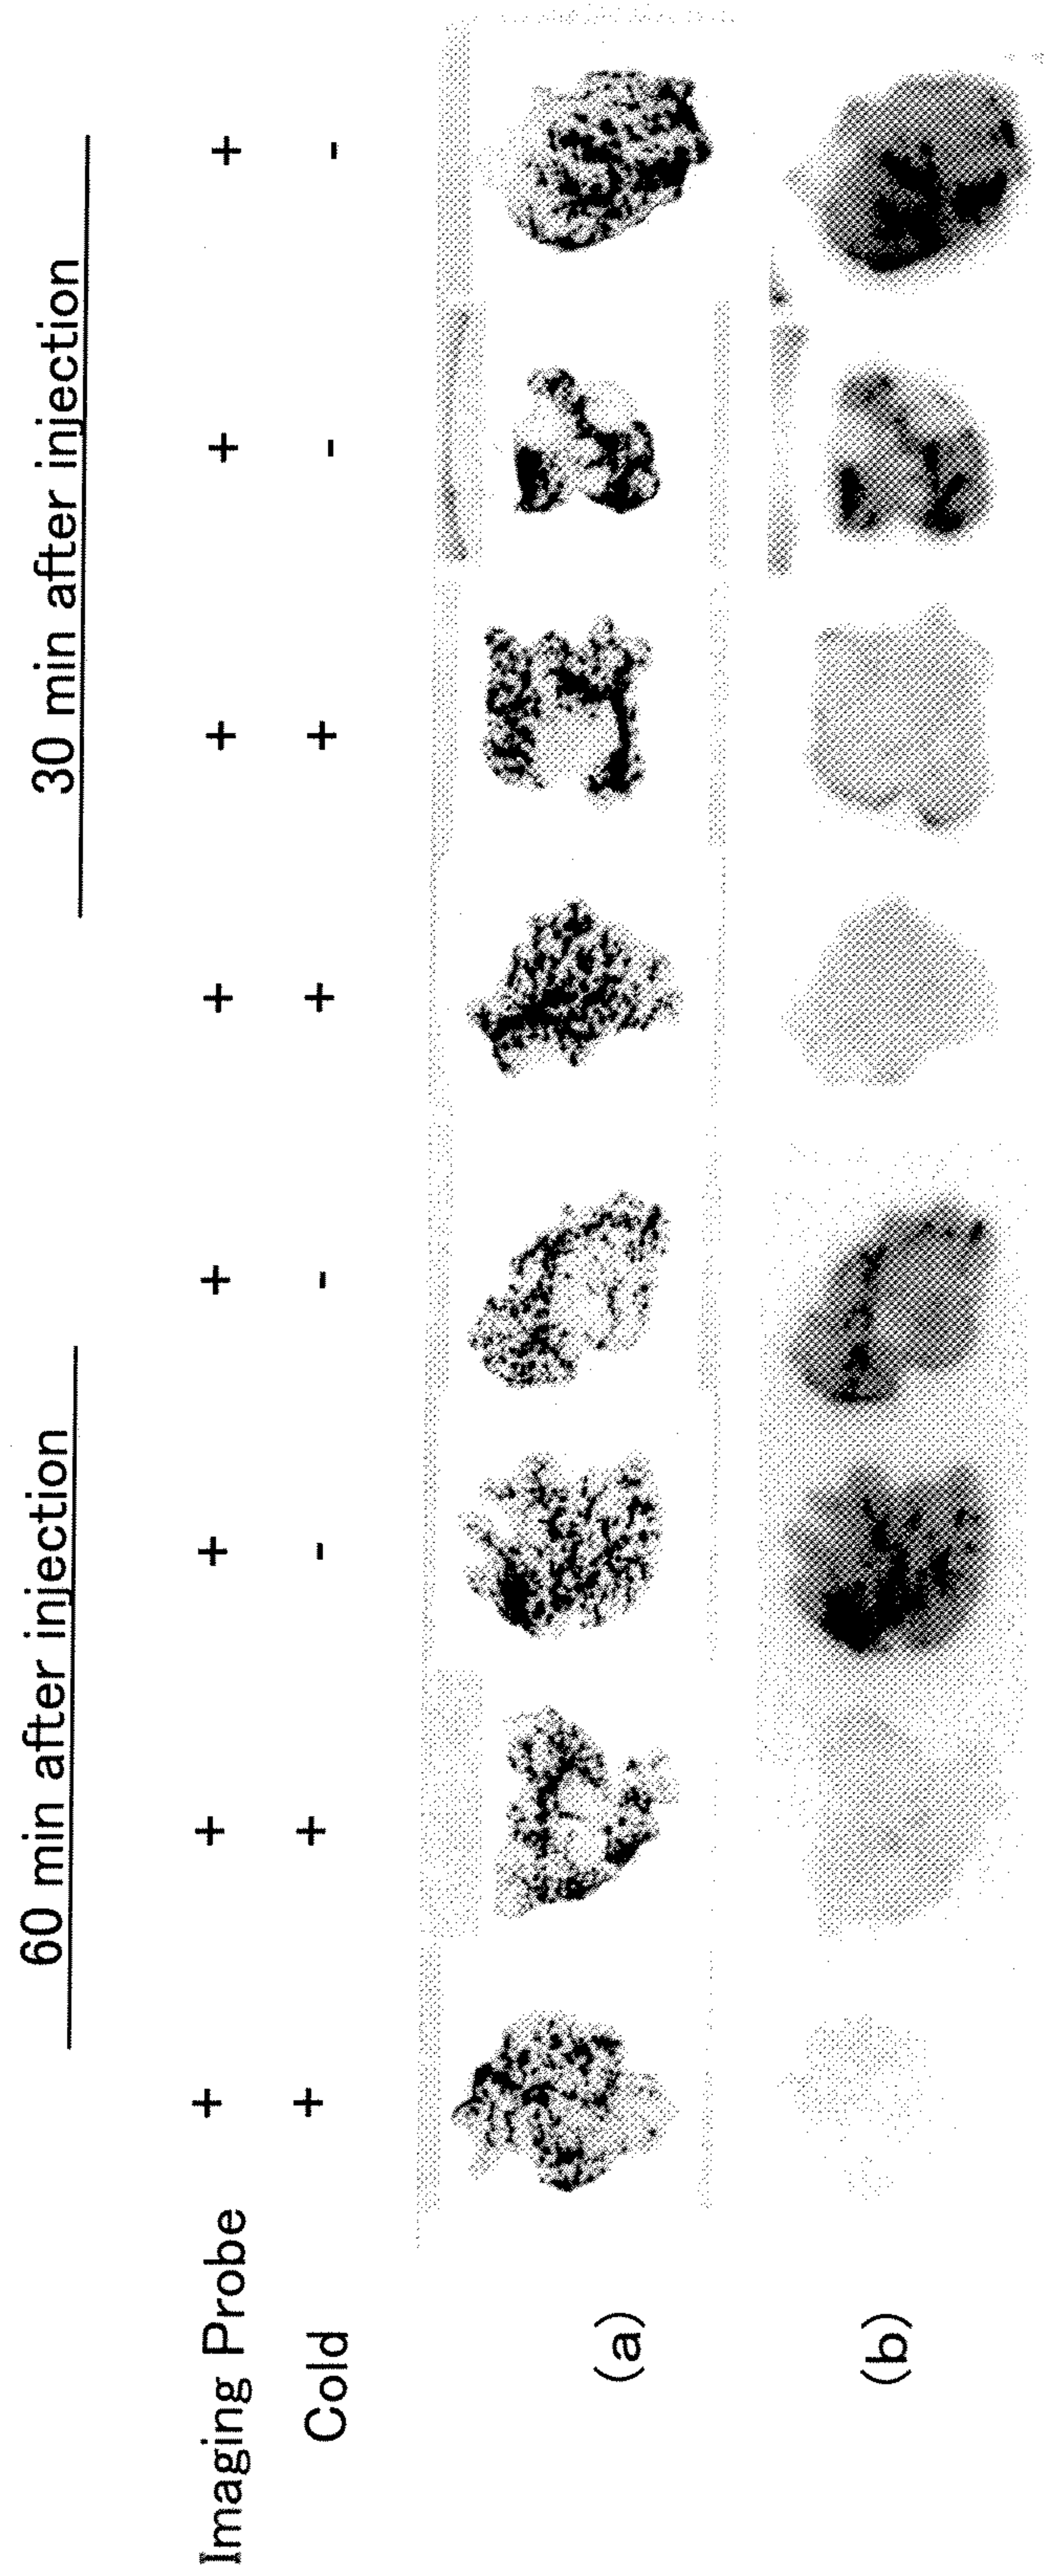 60 min after injection 30 min after injection
Imaging Probe + + + + + + + +
Cold + + - - + + - -
(a)
(b)